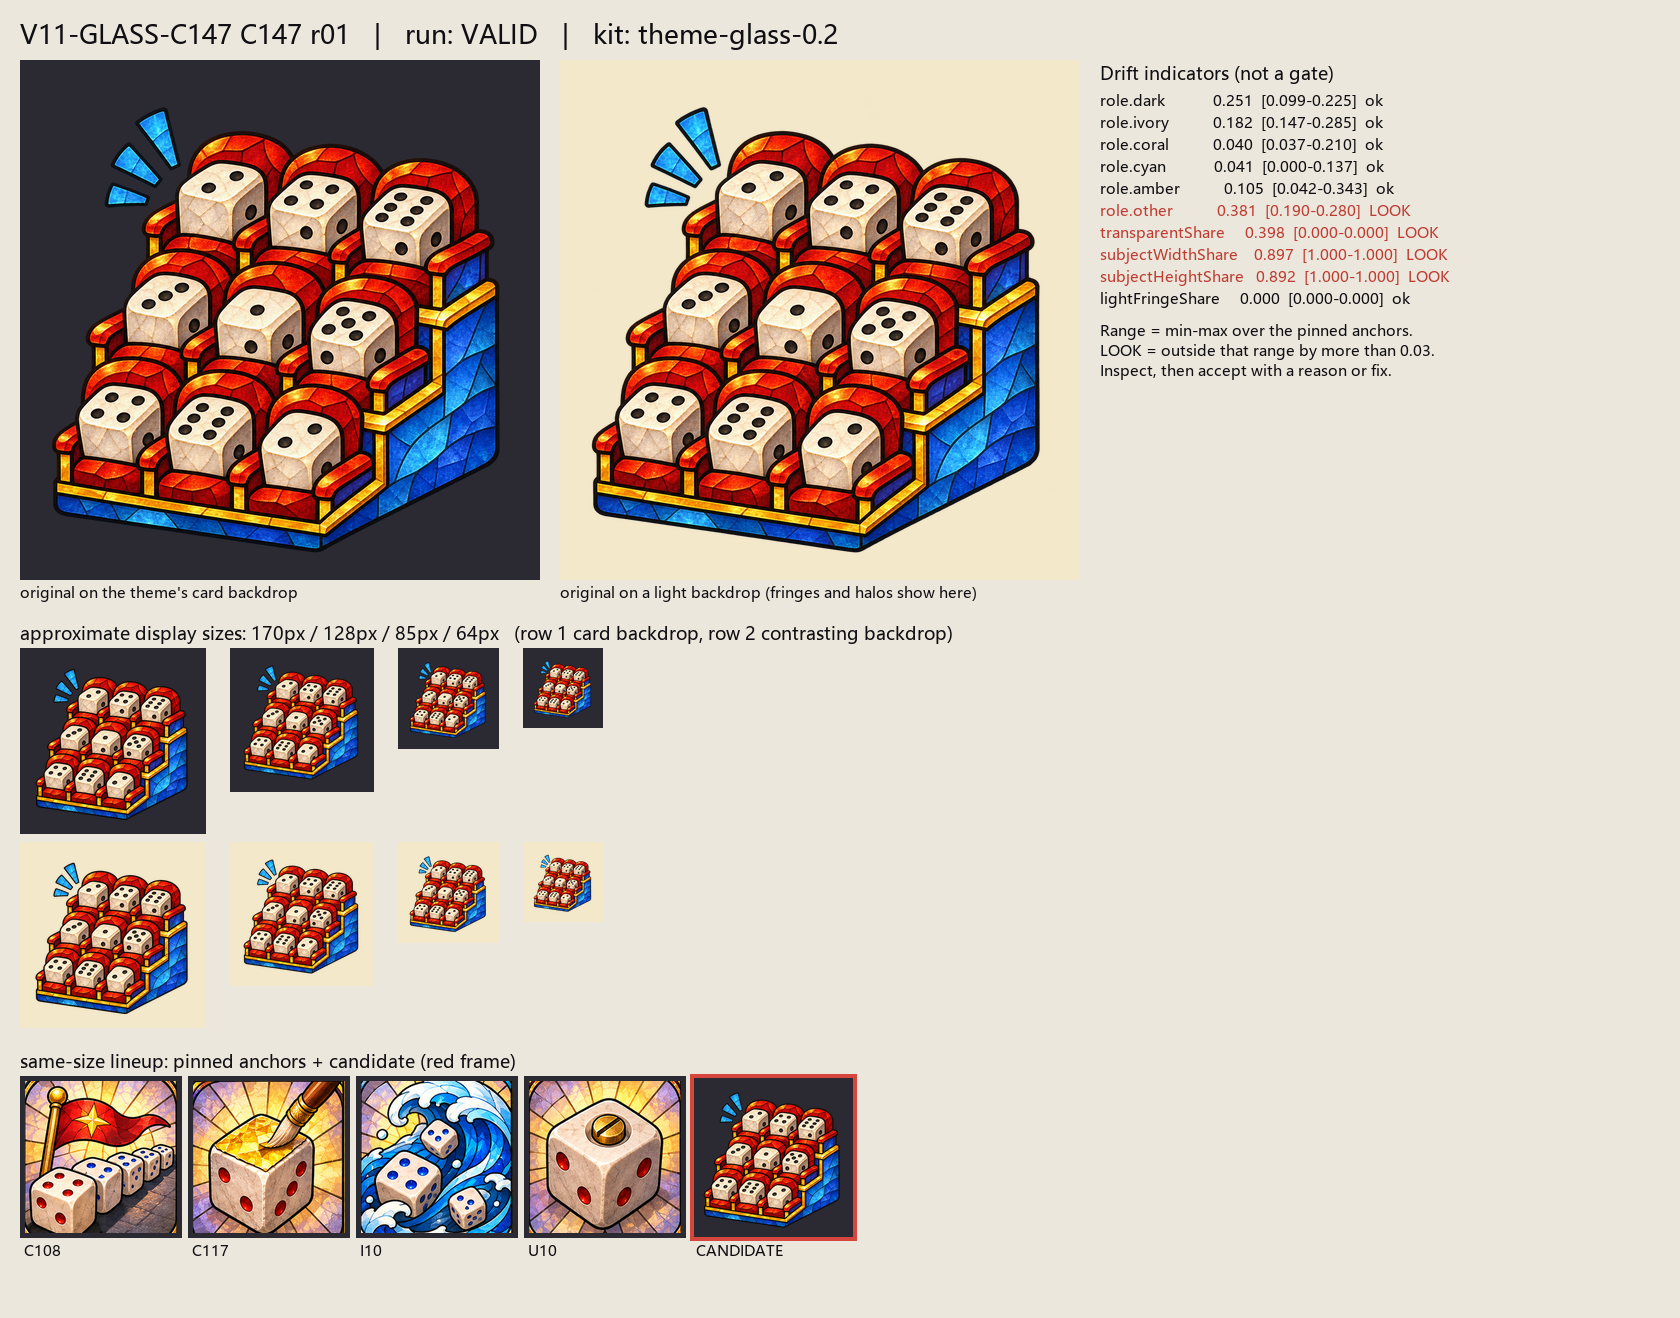 V11-GLASS-C147 C147 r01   |   run: VALID   |   kit: theme-glass-0.2
Drift indicators (not a gate)
role.dark 0.251 [0.099-0.225] ok
role.ivory 0.182 [0.147-0.285] ok
role.coral 0.040 [0.037-0.210] ok
role.cyan 0.041 [0.000-0.137] ok
role.amber 0.105 [0.042-0.343] ok
role.other 0.381 [0.190-0.280] LOOK
transparentShare 0.398 [0.000-0.000] LOOK
subjectWidthShare 0.897 [1.000-1.000] LOOK
subjectHeightShare 0.892 [1.000-1.000] LOOK
lightFringeShare 0.000 [0.000-0.000] ok
Range = min-max over the pinned anchors.
LOOK = outside that range by more than 0.03.
Inspect, then accept with a reason or fix.
original on the theme's card backdrop
original on a light backdrop (fringes and halos show here)
approximate display sizes: 170px / 128px / 85px / 64px   (row 1 card backdrop, row 2 contrasting backdrop)
same-size lineup: pinned anchors + candidate (red frame)
C108
C117
I10
U10
CANDIDATE